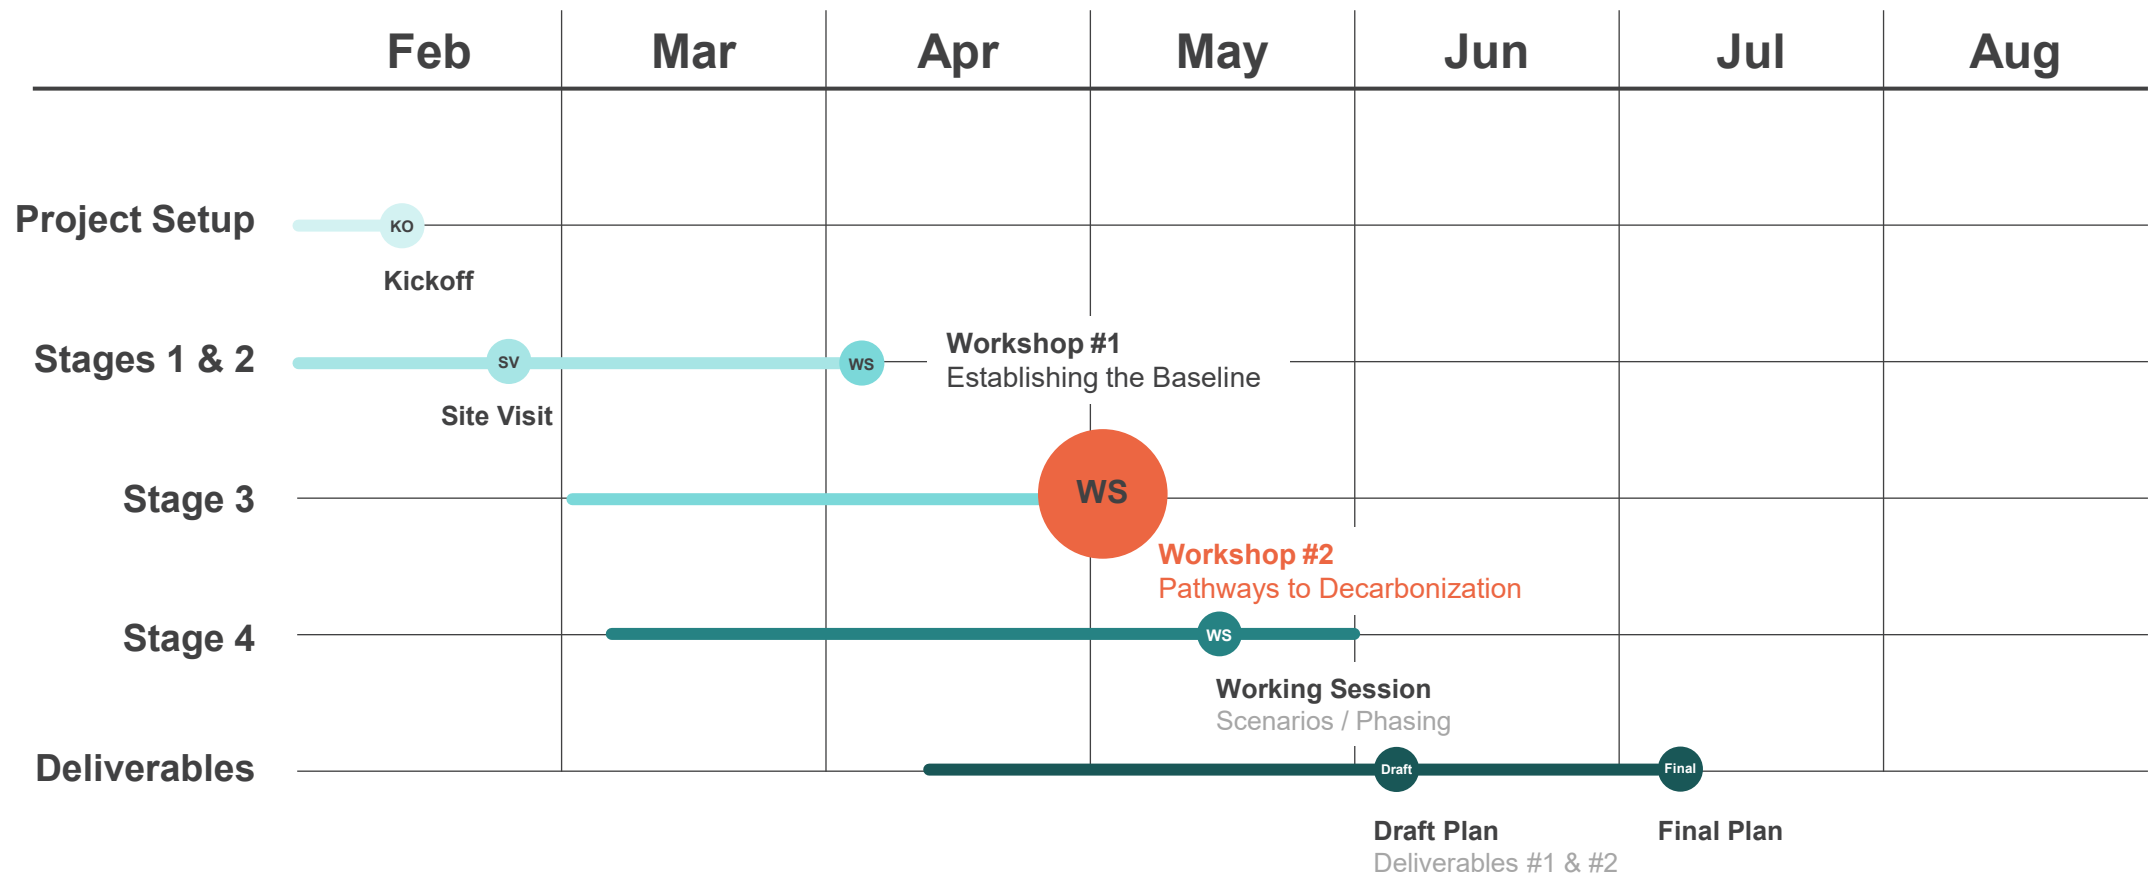 Feb Mar Apr May Jun Jul Aug
Project Setup
KO
Kickoff
Stages 1 & 2
SV
WS
Workshop #1
Establishing the Baseline
Site Visit
Stage 3
WS
Workshop #2
Pathways to Decarbonization
Stage 4
WS
Working Session
Scenarios / Phasing
Deliverables
Draft
Final
Draft Plan
Deliverables #1 & #2
Final Plan